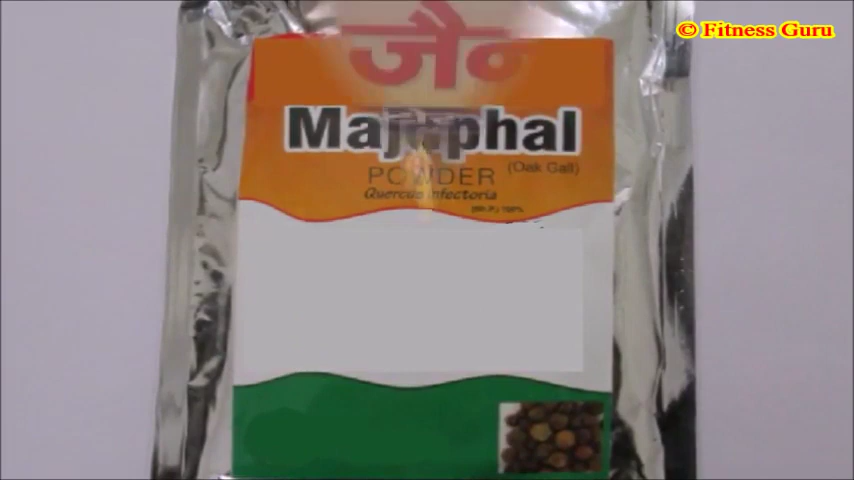 © Fitness Guru
जैन
Majuphal
POWDER
(Oak Gall)
Quercus infectoria